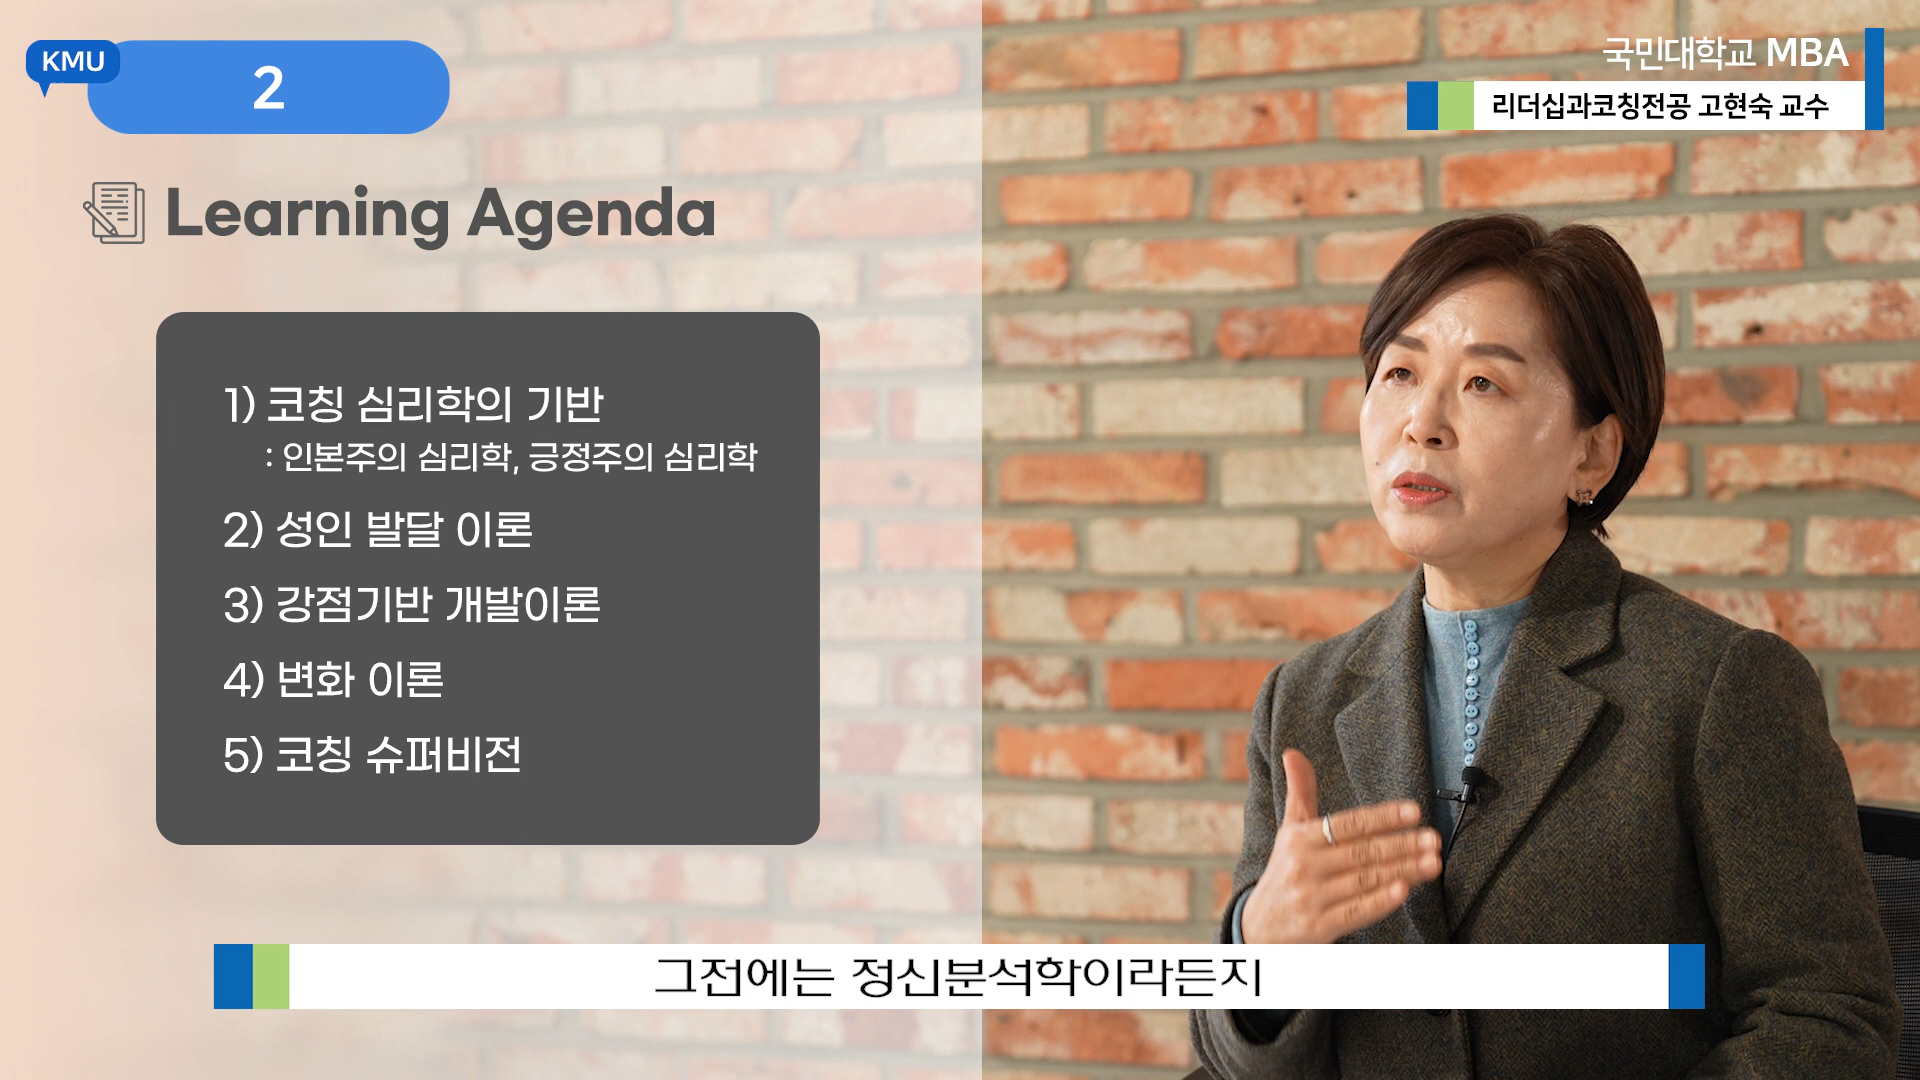 KMU
2
국민대학교 MBA
리더십과코칭전공 고현숙 교수
Learning Agenda
1) 코칭 심리학의 기반
: 인본주의 심리학, 긍정주의 심리학
2) 성인 발달 이론
3) 강점기반 개발이론
4) 변화 이론
5) 코칭 슈퍼비전
그전에는 정신분석학이라든지